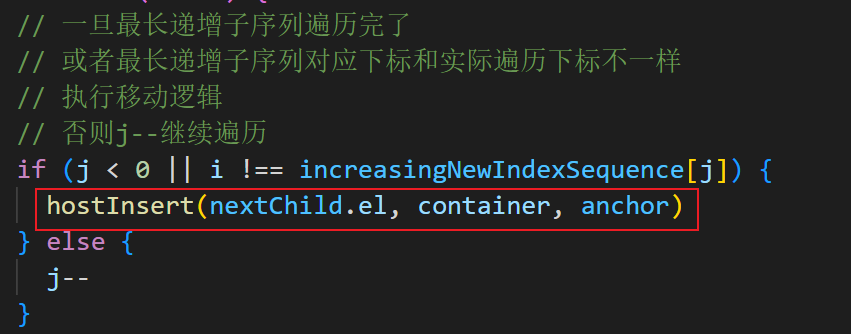 // 一旦最长递增子序列遍历完了
// 或者最长递增子序列对应下标和实际遍历下标不一样
// 执行移动逻辑
// 否则j--继续遍历
if (j < 0 || i !== increasingNewIndexSequence[j]) {
hostInsert(nextChild.el, container, anchor)
} else {
j--
}